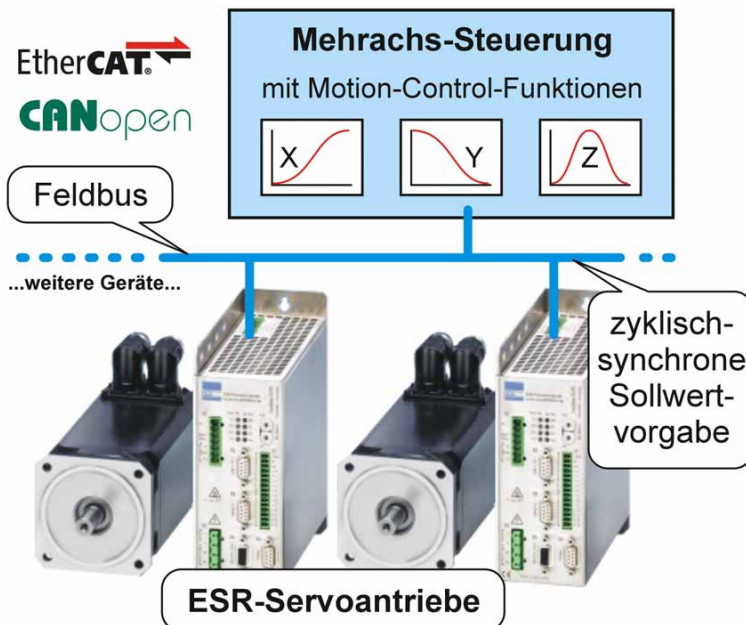 EtherCAT®
CANopen
Mehrachs-Steuerung
mit Motion-Control-Funktionen
X
Y
Z
Feldbus
...weitere Geräte...
zyklisch-
synchrone
Sollwert-
vorgabe
ESR-Servoantriebe